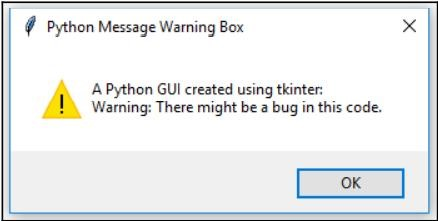 Python Message Warning Box
A Python GUI created using tkinter:
Warning: There might be a bug in this code.
OK